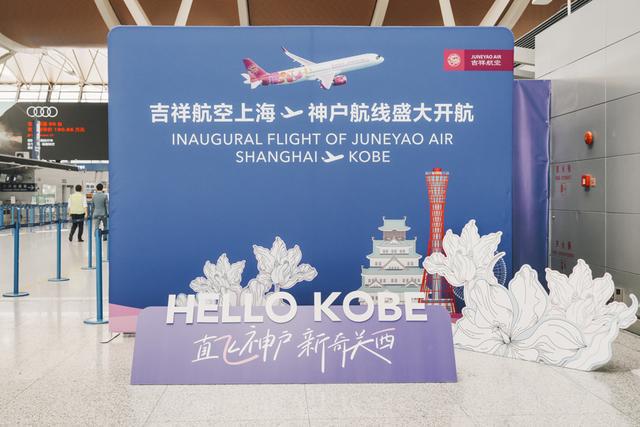 JUNEYAO AIR
吉祥航空
吉祥航空上海 神户航线盛大开航
INAUGURAL FLIGHT OF JUNEYAO AIR
SHANGHAI KOBE
HELLO KOBE
直飞神户 新奇关西